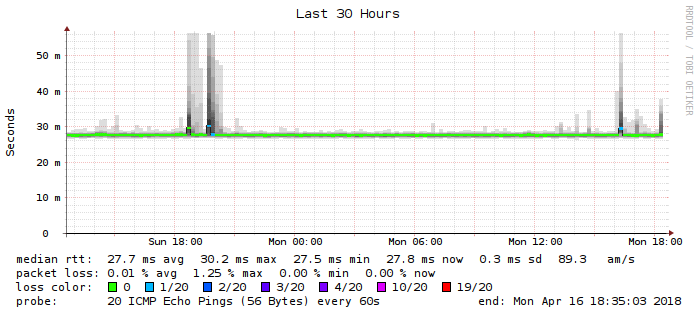 Last 30 Hours
RRDTOOL / TOBI OETIKER
Seconds
50 m
40 m
30 m
20 m
10 m
0
Sun 18:00 Mon 00:00 Mon 06:00 Mon 12:00 Mon 18:00
median rtt: 27.7 ms avg 30.2 ms max 27.5 ms min 27.8 ms now 0.3 ms sd 89.3 am/s
packet loss: 0.01 % avg 1.25 % max 0.00 % min 0.00 % now
loss color: 0 1/20 2/20 3/20 4/20 10/20 19/20
probe: 20 ICMP Echo Pings (56 Bytes) every 60s end: Mon Apr 16 18:35:03 2018